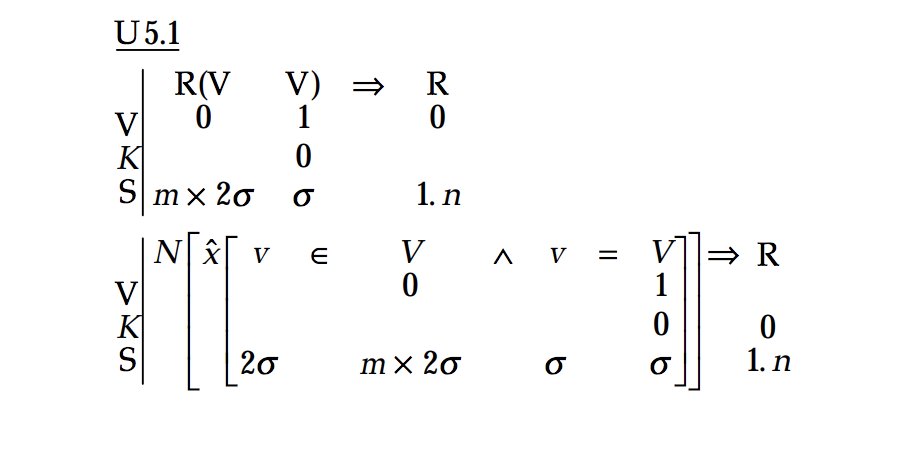 U 5.1
R(V V) ⇒ R
V 0 1 0
K 0
S m × 2σ σ 1. n
N[x̂[ v ∈ V ∧ v = V]] ⇒ R
V 0 1
K 0 0
S 2σ m × 2σ σ σ 1. n